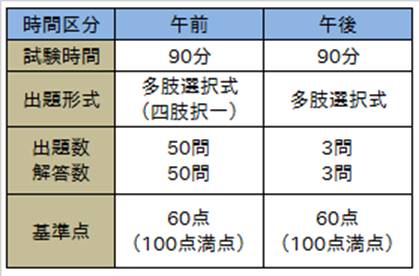 時間区分 午前 午後
試験時間 90分 90分
出題形式 多肢選択式 多肢選択式
（四肢択一）
出題数 50問 3問
解答数 50問 3問
基準点 60点 60点
（100点満点） （100点満点）